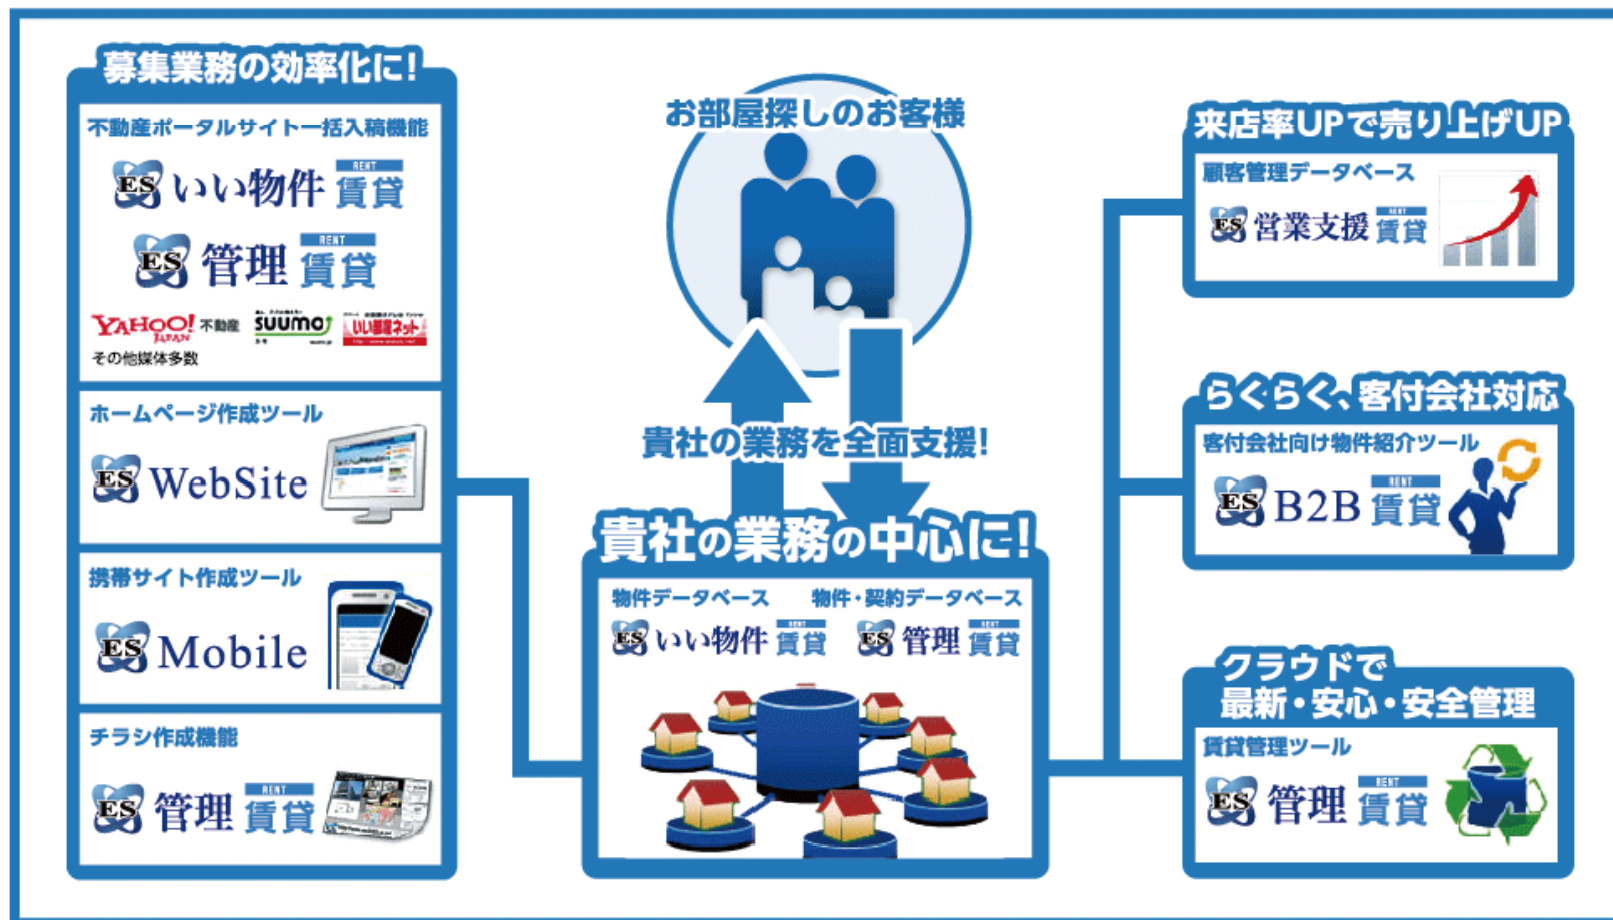 募集業務の効率化に!
不動産ポータルサイト一括入稿機能
ES いい物件 RENT 賃貸
ES 管理 RENT 賃貸
YAHOO! JAPAN 不動産 SUUMO いい部屋ネット
その他媒体多数
ホームページ作成ツール
ES WebSite
携帯サイト作成ツール
ES Mobile
チラシ作成機能
ES 管理 RENT 賃貸
お部屋探しのお客様
貴社の業務を全面支援!
貴社の業務の中心に!
物件データベース 物件・契約データベース
ES いい物件 RENT 賃貸 ES 管理 RENT 賃貸
来店率UPで売り上げUP
顧客管理データベース
ES 営業支援 RENT 賃貸
らくらく、客付会社対応
客付会社向け物件紹介ツール
ES B2B RENT 賃貸
クラウドで
最新・安心・安全管理
賃貸管理ツール
ES 管理 RENT 賃貸